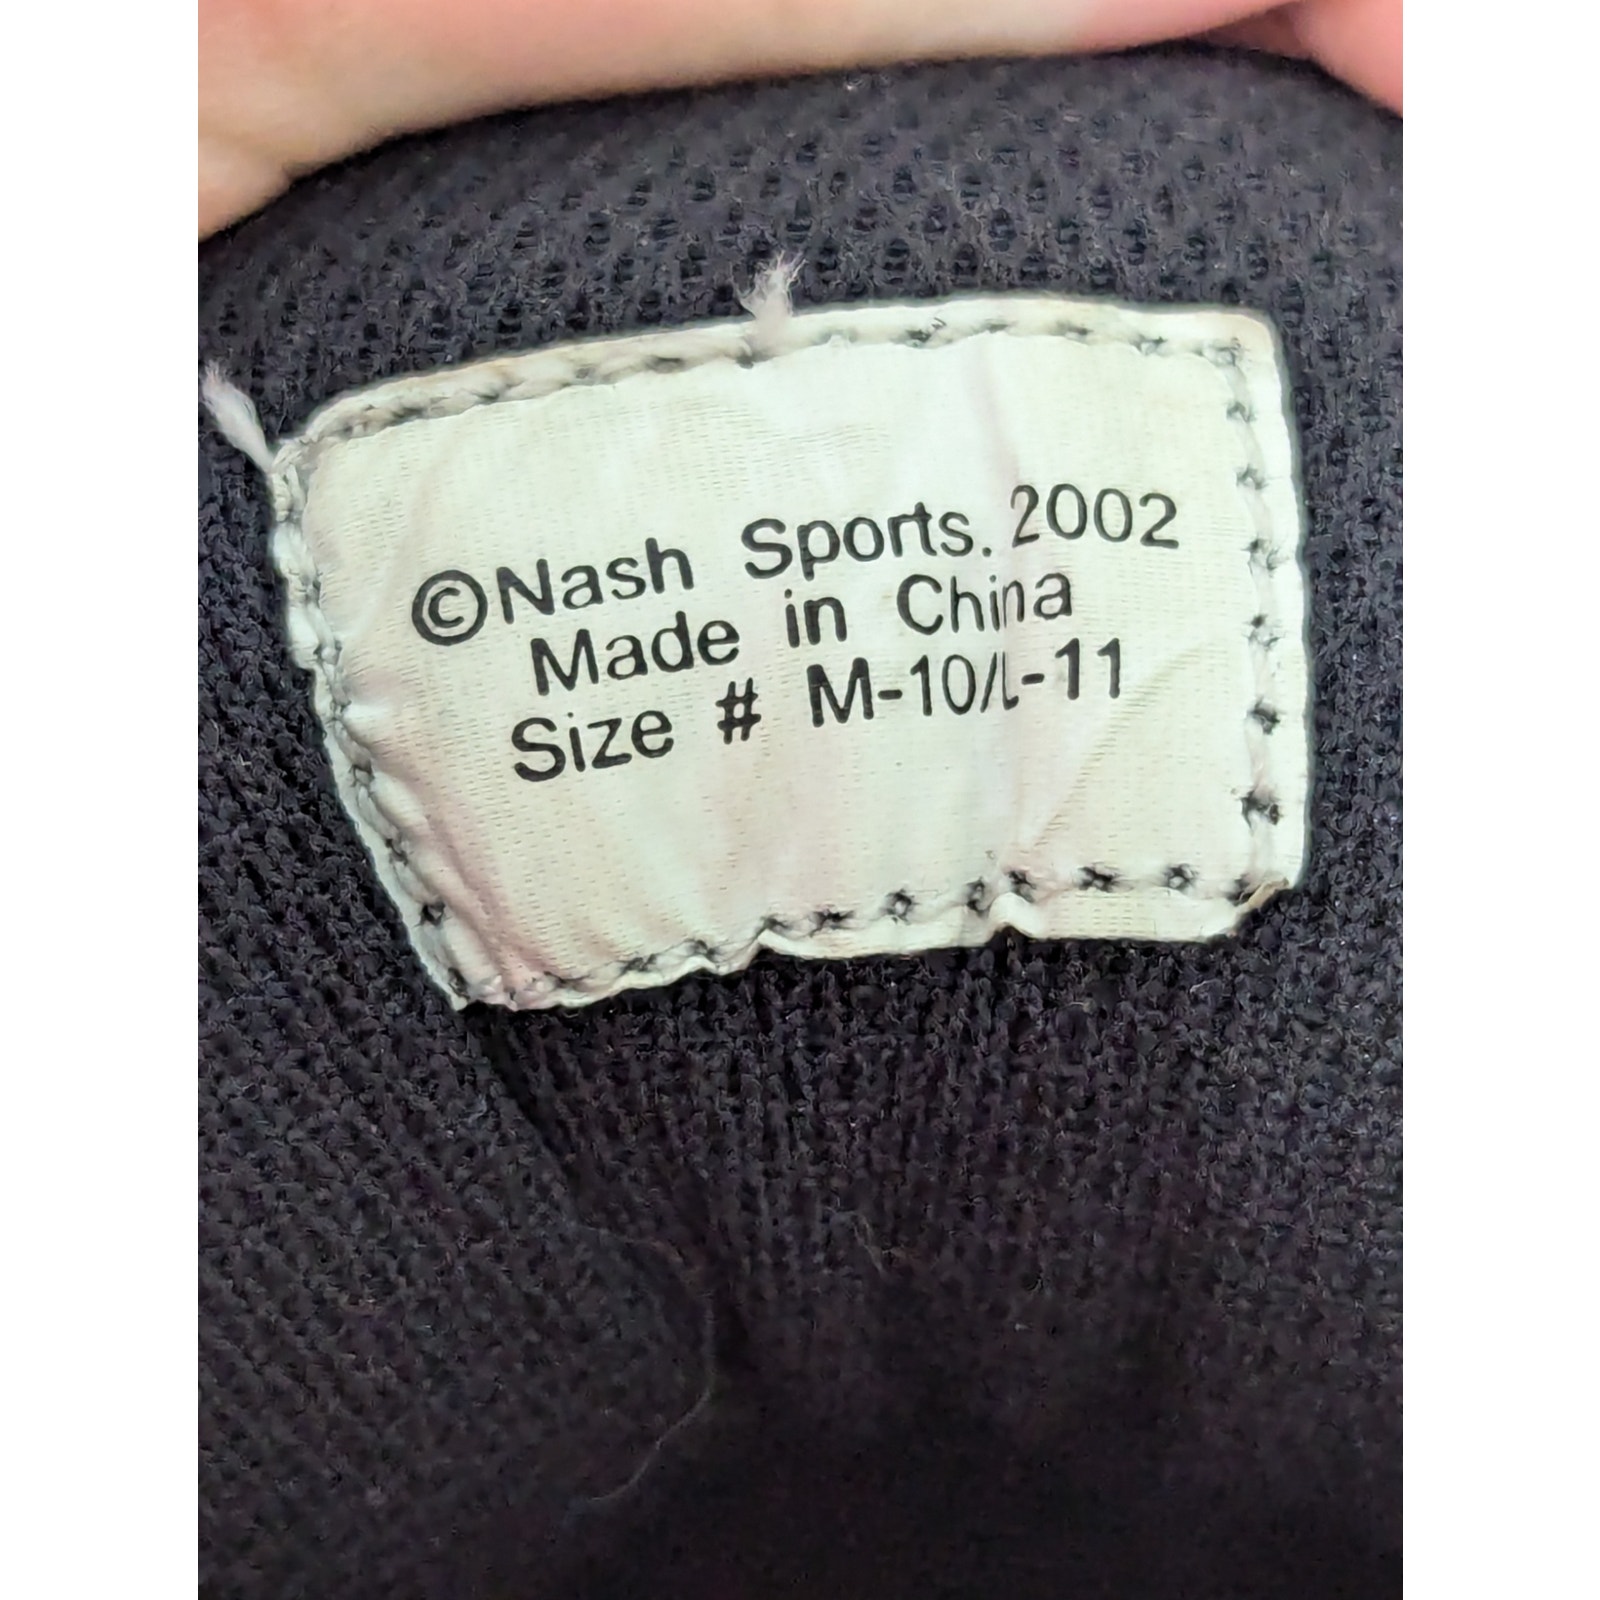 ©Nash Sports. 2002
Made in China
Size # M-10/L-11